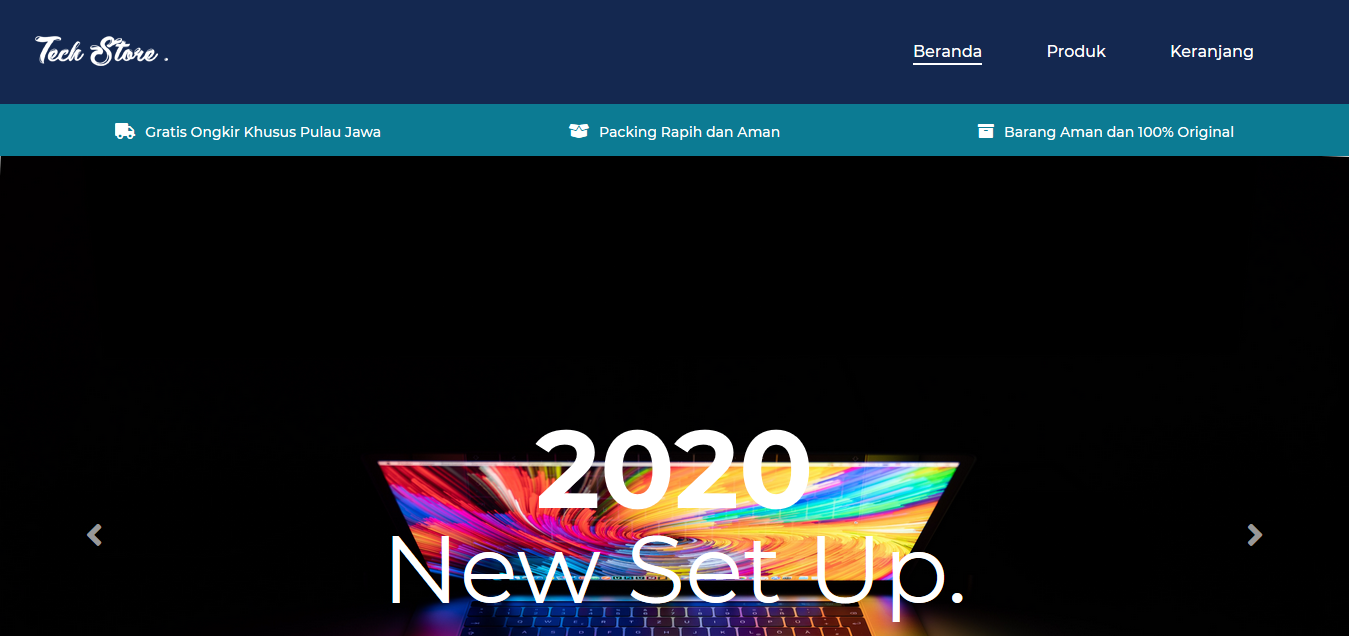 Tech Store .
Beranda Produk Keranjang
Gratis Ongkir Khusus Pulau Jawa
Packing Rapih dan Aman
Barang Aman dan 100% Original
2020
New Set Up.